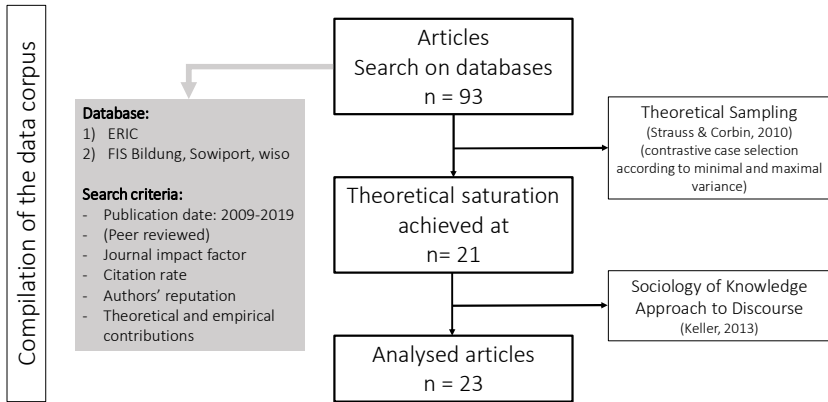 Compilation of the data corpus
Articles
Search on databases
n = 93
Database:
1) ERIC
2) FIS Bildung, Sowiport, wiso
Search criteria:
- Publication date: 2009-2019
- (Peer reviewed)
- Journal impact factor
- Citation rate
- Authors’ reputation
- Theoretical and empirical
contributions
Theoretical Sampling
(Strauss & Corbin, 2010)
(contrastive case selection
according to minimal and maximal
variance)
Theoretical saturation
achieved at
n= 21
Sociology of Knowledge
Approach to Discourse
(Keller, 2013)
Analysed articles
n = 23